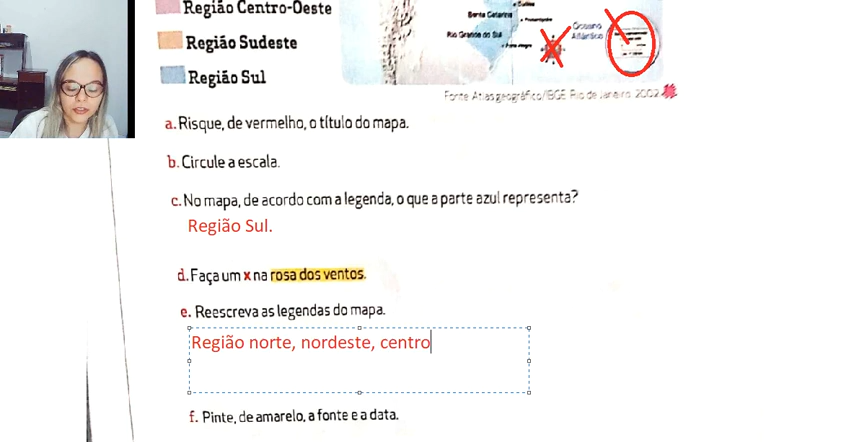 Região Centro-Oeste
Região Sudeste
Região Sul
Santa Catarina
Rio Grande do Sul
Oceano
Atlântico
Fonte: Atlas geográfico/IBGE. Rio de Janeiro, 2002
a. Risque, de vermelho, o título do mapa.
b. Circule a escala.
c. No mapa, de acordo com a legenda, o que a parte azul representa?
Região Sul.
d. Faça um x na rosa dos ventos.
e. Reescreva as legendas do mapa.
Região norte, nordeste, centro
f. Pinte, de amarelo, a fonte e a data.